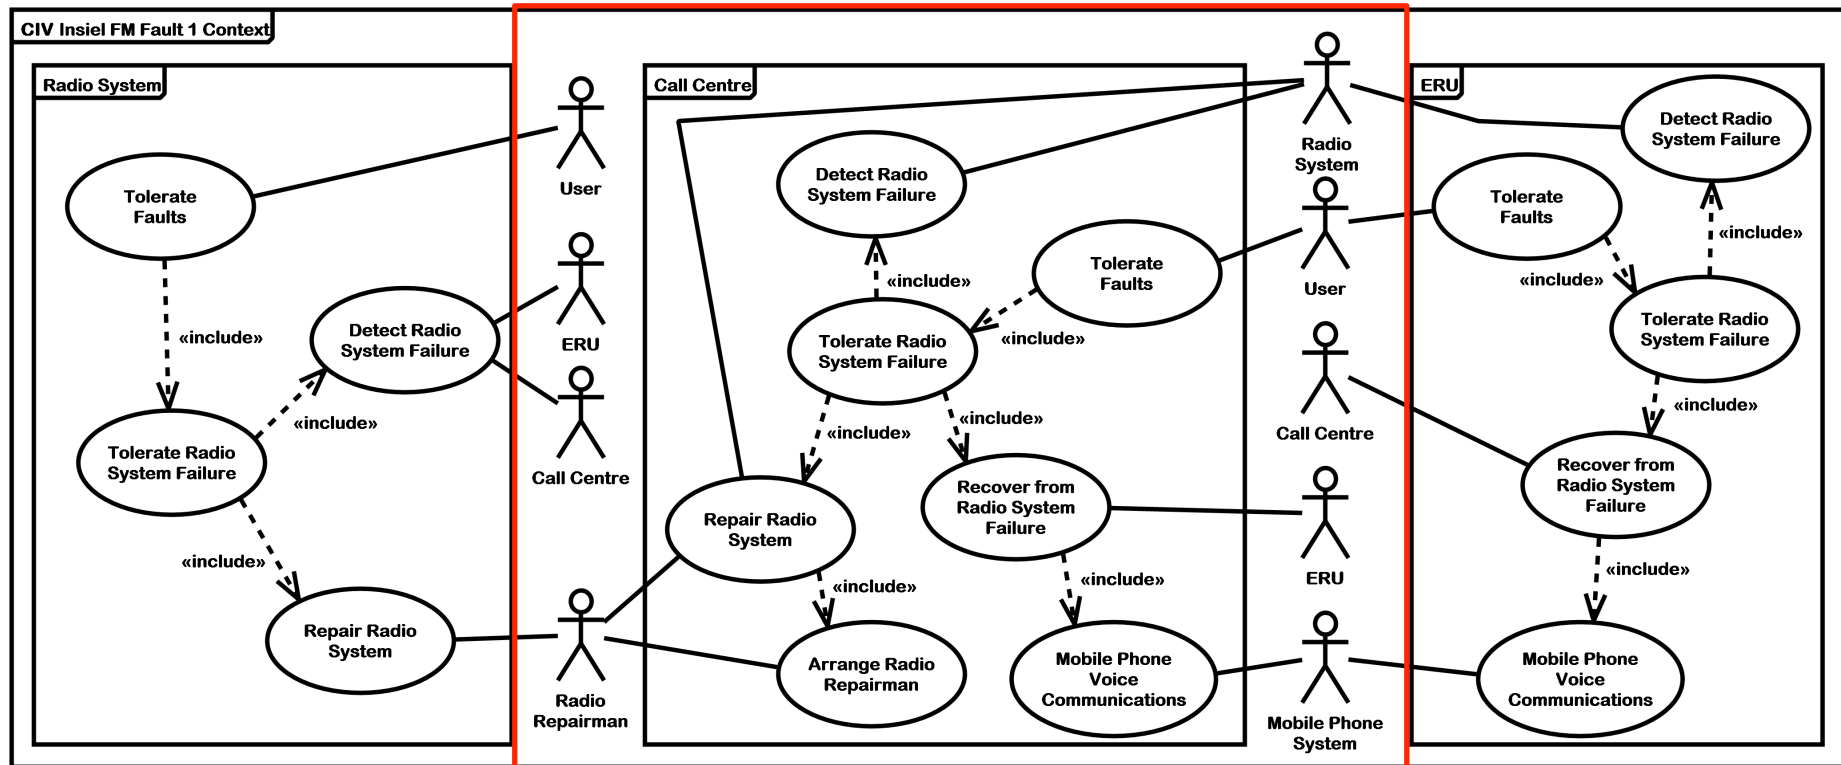 CIV Insiel FM Fault 1 Context
Radio System
Tolerate
Faults
«include»
Detect Radio
System Failure
«include»
Tolerate Radio
System Failure
«include»
Repair Radio
System
User
ERU
Call Centre
Radio
Repairman
Call Centre
Detect Radio
System Failure
«include»
Tolerate
Faults
«include»
Tolerate Radio
System Failure
«include»
«include»
Repair Radio
System
Recover from
Radio System
Failure
«include»
«include»
Arrange Radio
Repairman
Mobile Phone
Voice
Communications
Radio
System
User
Call Centre
ERU
Mobile Phone
System
ERU
Detect Radio
System Failure
Tolerate
Faults
«include»
«include»
Tolerate Radio
System Failure
«include»
Recover from
Radio System
Failure
«include»
Mobile Phone
Voice
Communications